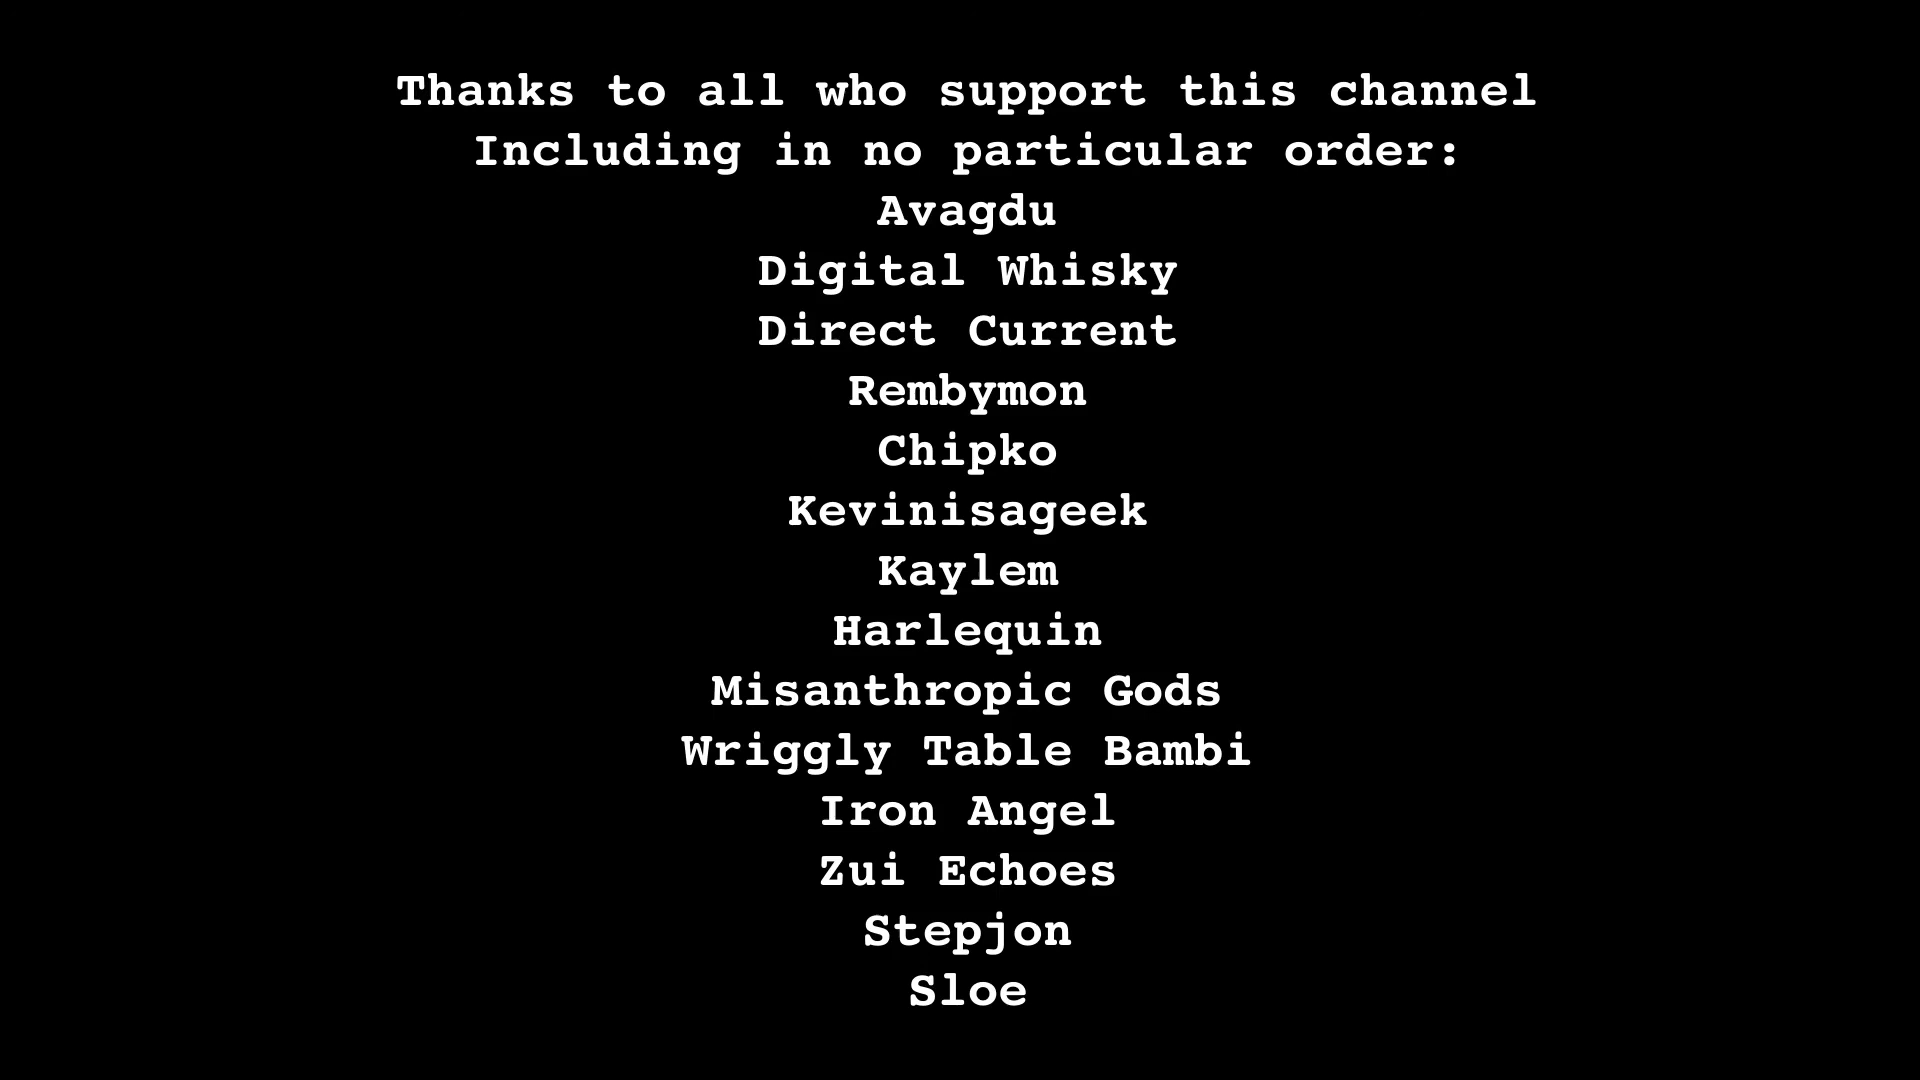 Thanks to all who support this channel
Including in no particular order:
Avagdu
Digital Whisky
Direct Current
Rembymon
Chipko
Kevinisageek
Kaylem
Harlequin
Misanthropic Gods
Wriggly Table Bambi
Iron Angel
Zui Echoes
Stepjon
Sloe